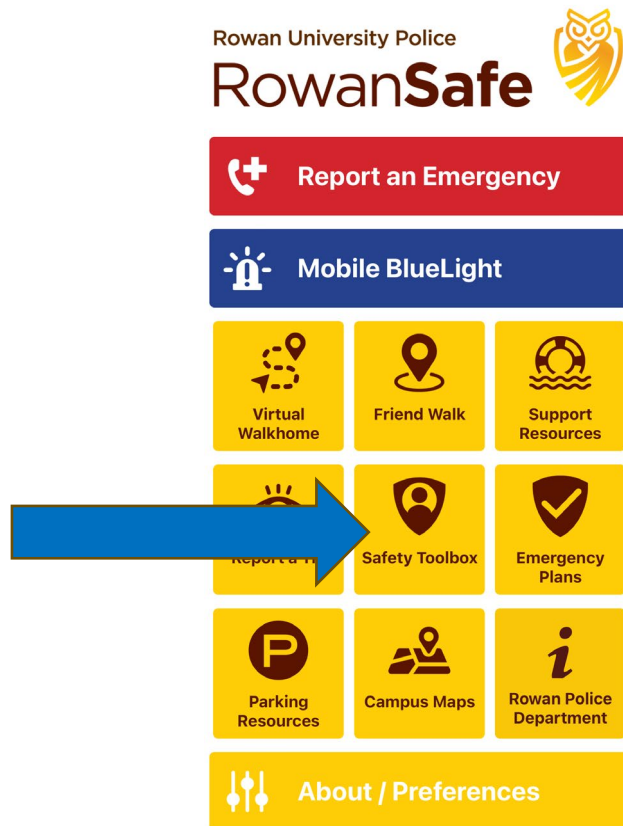 Rowan University Police
RowanSafe
Report an Emergency
Mobile BlueLight
Virtual
Walkhome
Friend Walk
Support
Resources
Report a
Safety Toolbox
Emergency
Plans
P
Parking
Resources
Campus Maps
i
Rowan Police
Department
About / Preferences